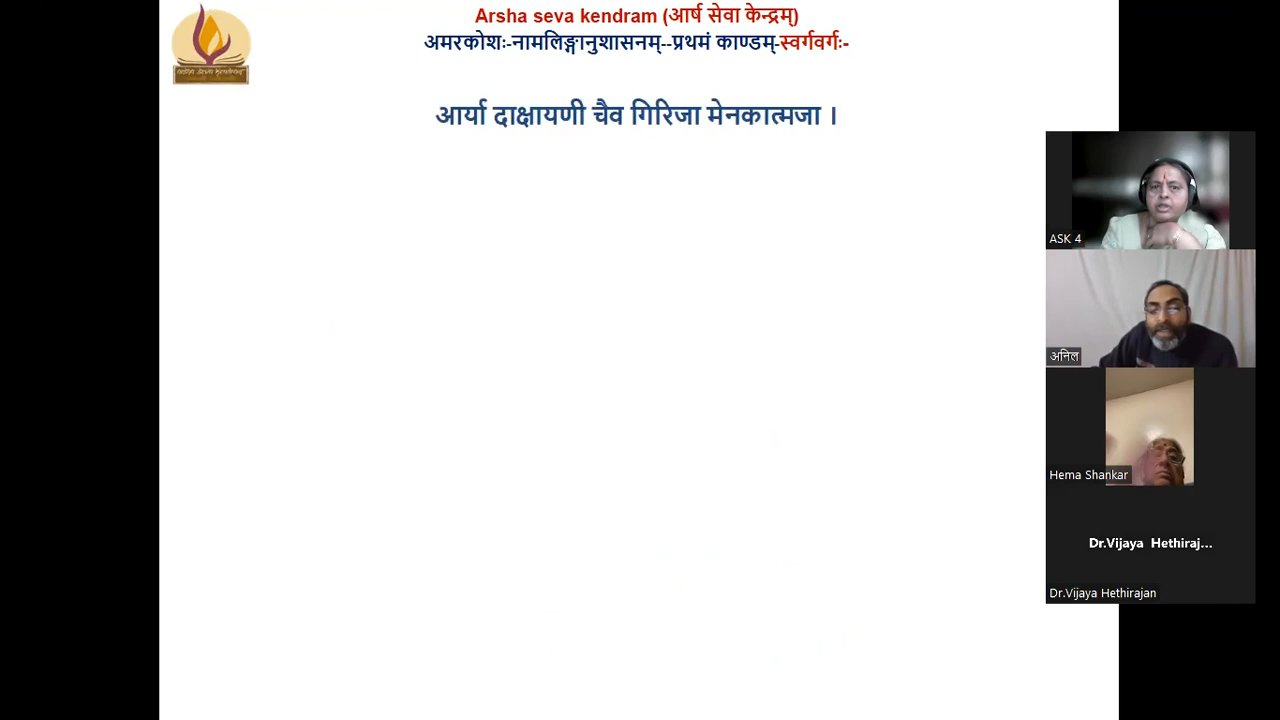 Arsha seva kendram (आर्ष सेवा केन्द्रम्)
अमरकोशः-नामलिङ्गानुशासनम्--प्रथमं काण्डम्-स्वर्गवर्गः-
आर्या दाक्षायणी चैव गिरिजा मेनकात्मजा ।
ASK 4
अनिल
Hema Shankar
Dr.Vijaya Hethiraj...
Dr.Vijaya Hethirajan